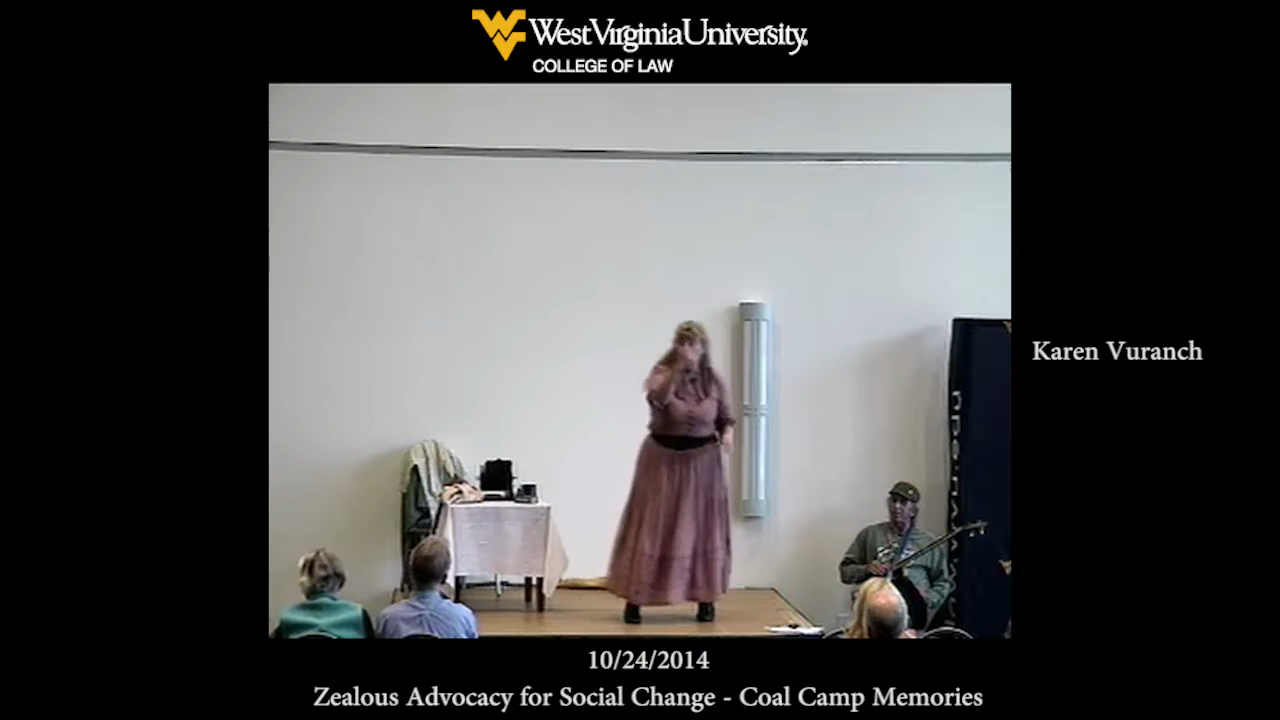 WestVirginiaUniversity.
COLLEGE OF LAW
Karen Vuranch
10/24/2014
Zealous Advocacy for Social Change - Coal Camp Memories